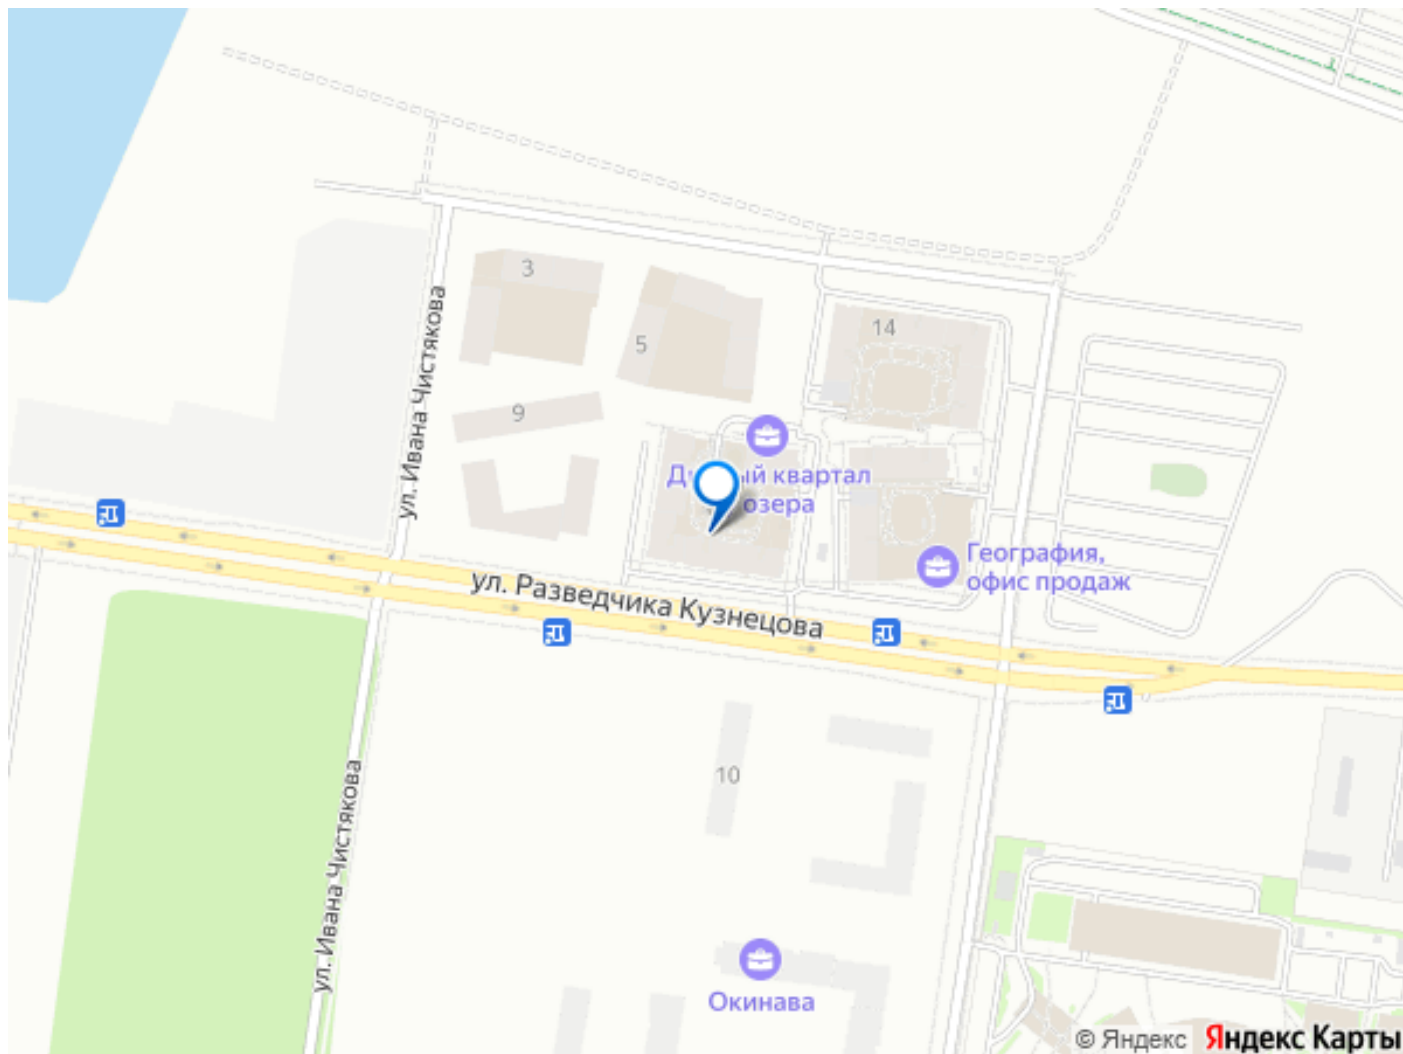 3
14
5
ул. Ивана Чистякова
9
квартал
озера
География,
офис продаж
ул. Разведчика Кузнецова
10
ул. Ивана Чистякова
Окинава
© Яндекс Яндекс Карты